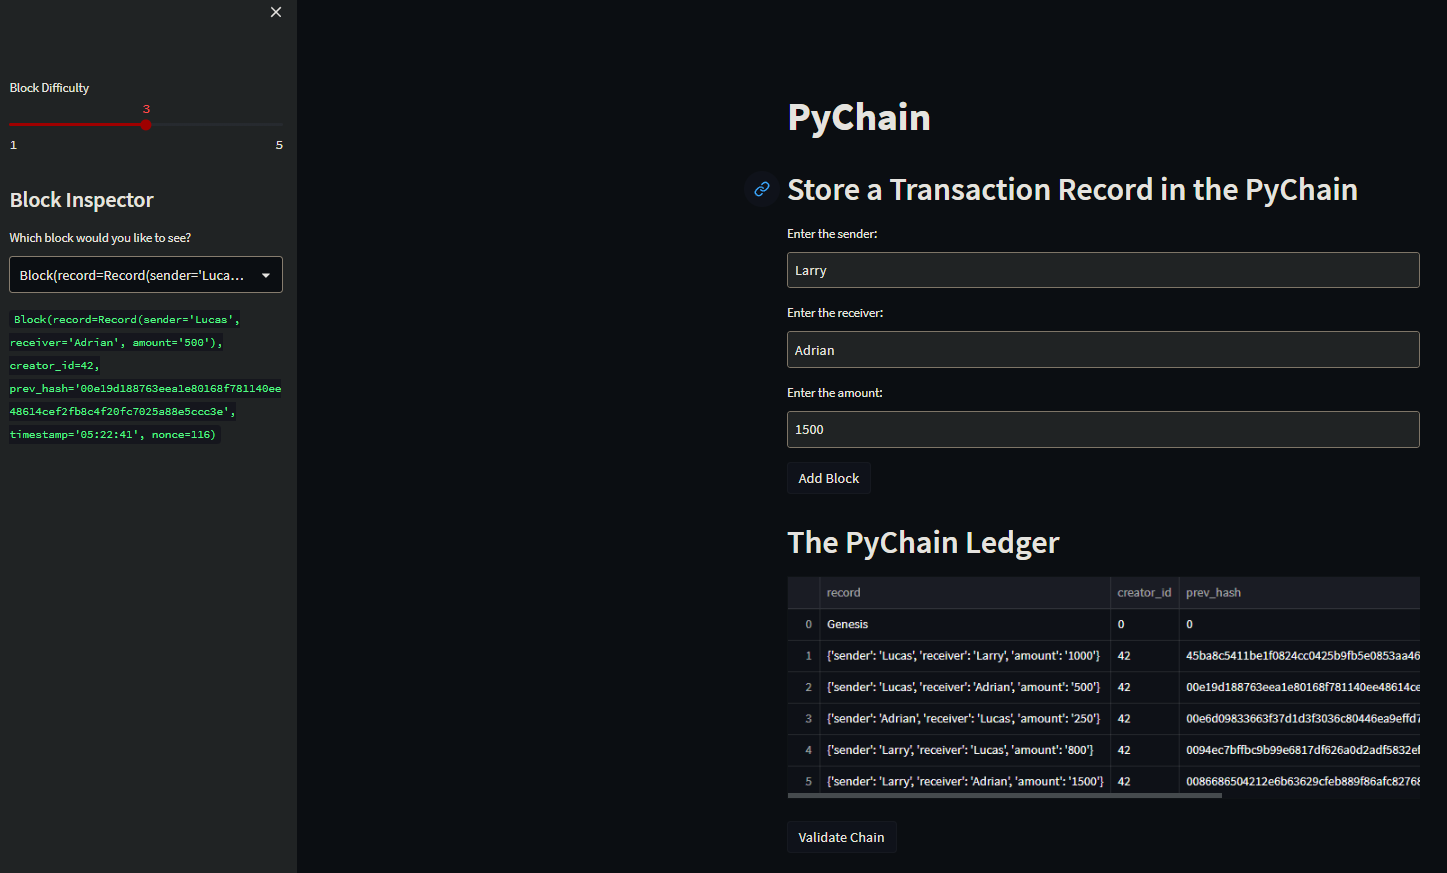 Block Difficulty
3
1 5
Block Inspector
Which block would you like to see?
Block(record=Record(sender='Luca...
Block(record=Record(sender='Lucas',
receiver='Adrian', amount='500'),
creator_id=42,
prev_hash='00e19d188763eea1e80168f781140ee
48614cef2fb8c4f20fc7025a88e5ccc3e',
timestamp='05:22:41', nonce=116)
PyChain
Store a Transaction Record in the PyChain
Enter the sender:
Larry
Enter the receiver:
Adrian
Enter the amount:
1500
Add Block
The PyChain Ledger
record creator_id prev_hash
0 Genesis 0 0
1 {'sender': 'Lucas', 'receiver': 'Larry', 'amount': '1000'} 42 45ba8c5411be1f0824cc0425b9fb5e0853aa46
2 {'sender': 'Lucas', 'receiver': 'Adrian', 'amount': '500'} 42 00e19d188763eea1e80168f781140ee48614ce
3 {'sender': 'Adrian', 'receiver': 'Lucas', 'amount': '250'} 42 00e6d09833663f37d1d3f3036c80446ea9effd7
4 {'sender': 'Larry', 'receiver': 'Lucas', 'amount': '800'} 42 0094ec7bffbc9b99e6817df626a0d2adf5832ef
5 {'sender': 'Larry', 'receiver': 'Adrian', 'amount': '1500'} 42 0086686504212e6b63629cfeb889f86afc82768
Validate Chain